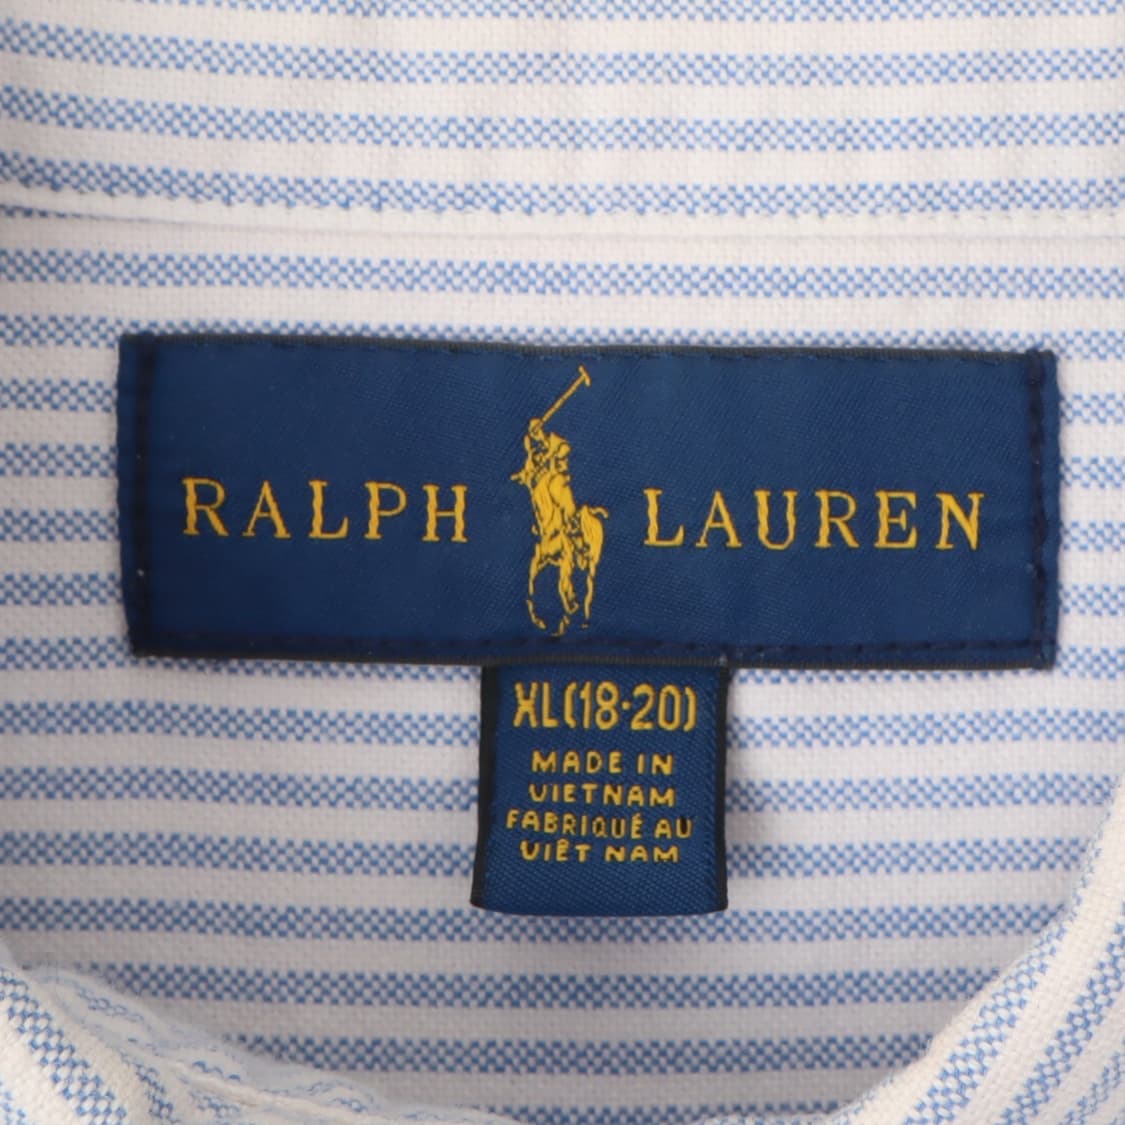 RALPH LAUREN
XL(18-20)
MADE IN
VIETNAM
FABRIQUÉ AU
VIÊT NAM